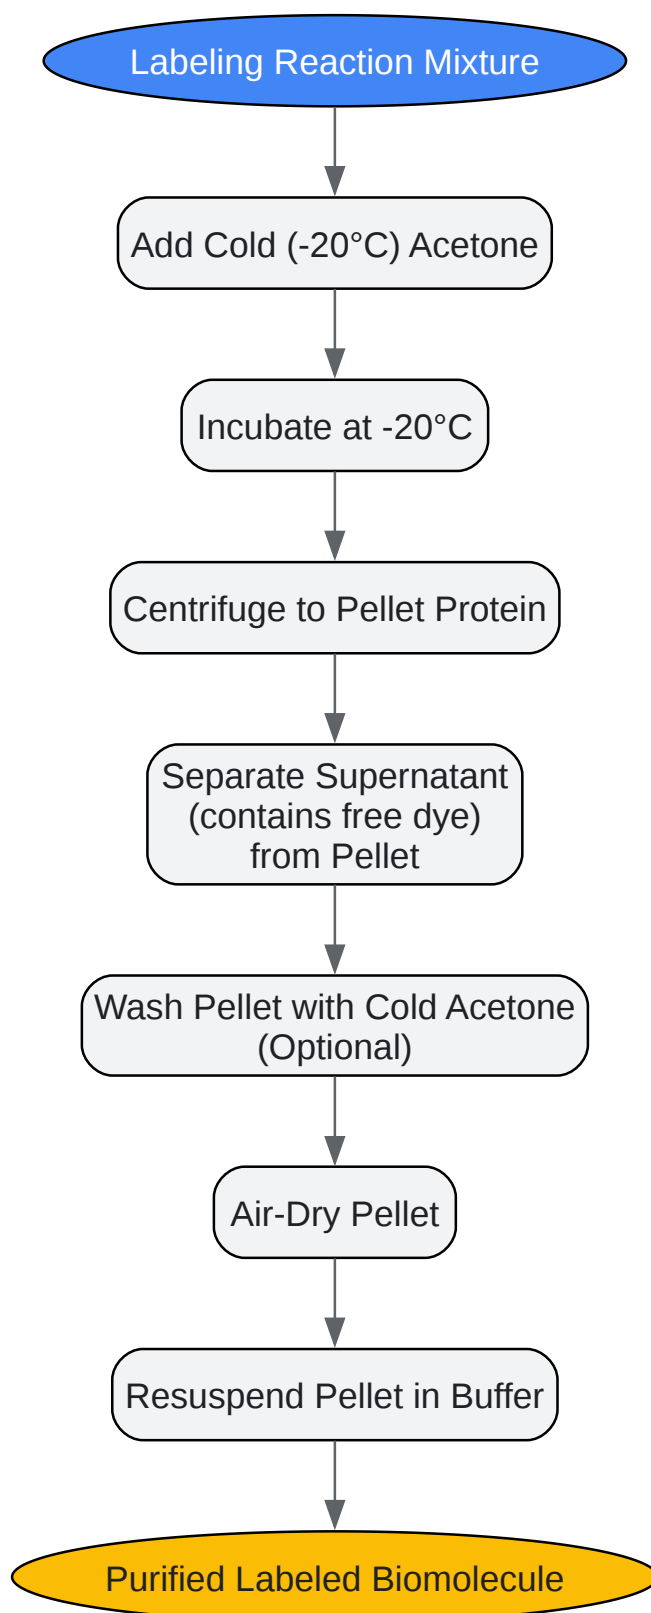 Labeling Reaction Mixture
Add Cold (-20°C) Acetone
Incubate at -20°C
Centrifuge to Pellet Protein
Separate Supernatant
(contains free dye)
from Pellet
Wash Pellet with Cold Acetone
(Optional)
Air-Dry Pellet
Resuspend Pellet in Buffer
Purified Labeled Biomolecule